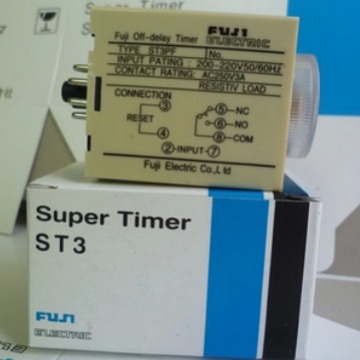 Fuji Off-delay Timer
FUJI
ELECTRIC
TYPE ST3PF
No.
INPUT RATING: 200-220V50/60HZ
CONTACT RATING: AC250V3A
RESISTIV LOAD
CONNECTION
③
RESET
④
⑤ NC
⑥ NO
⑧ COM
②-INPUT-⑦
Fuji Electric Co.,Ltd
Super Timer
ST3
FUJI
ELECTRIC